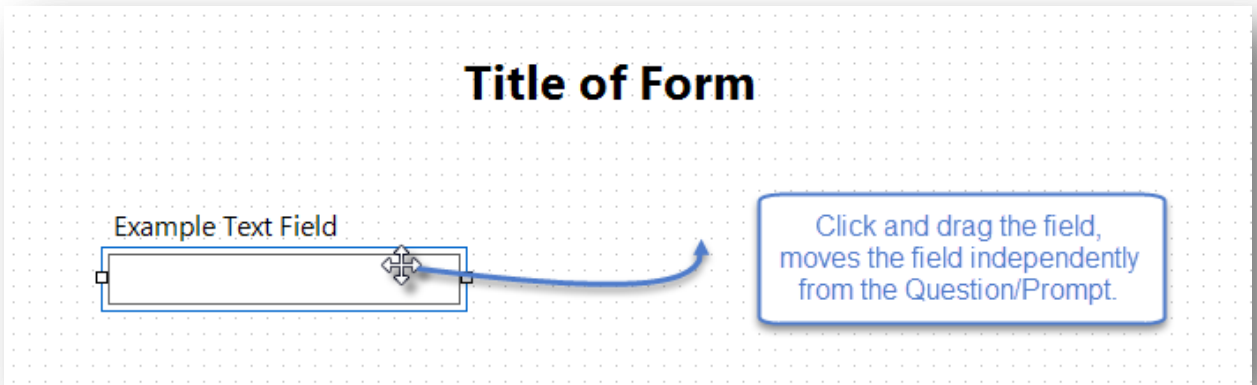 Title of Form
Example Text Field
Click and drag the field,
moves the field independently
from the Question/Prompt.